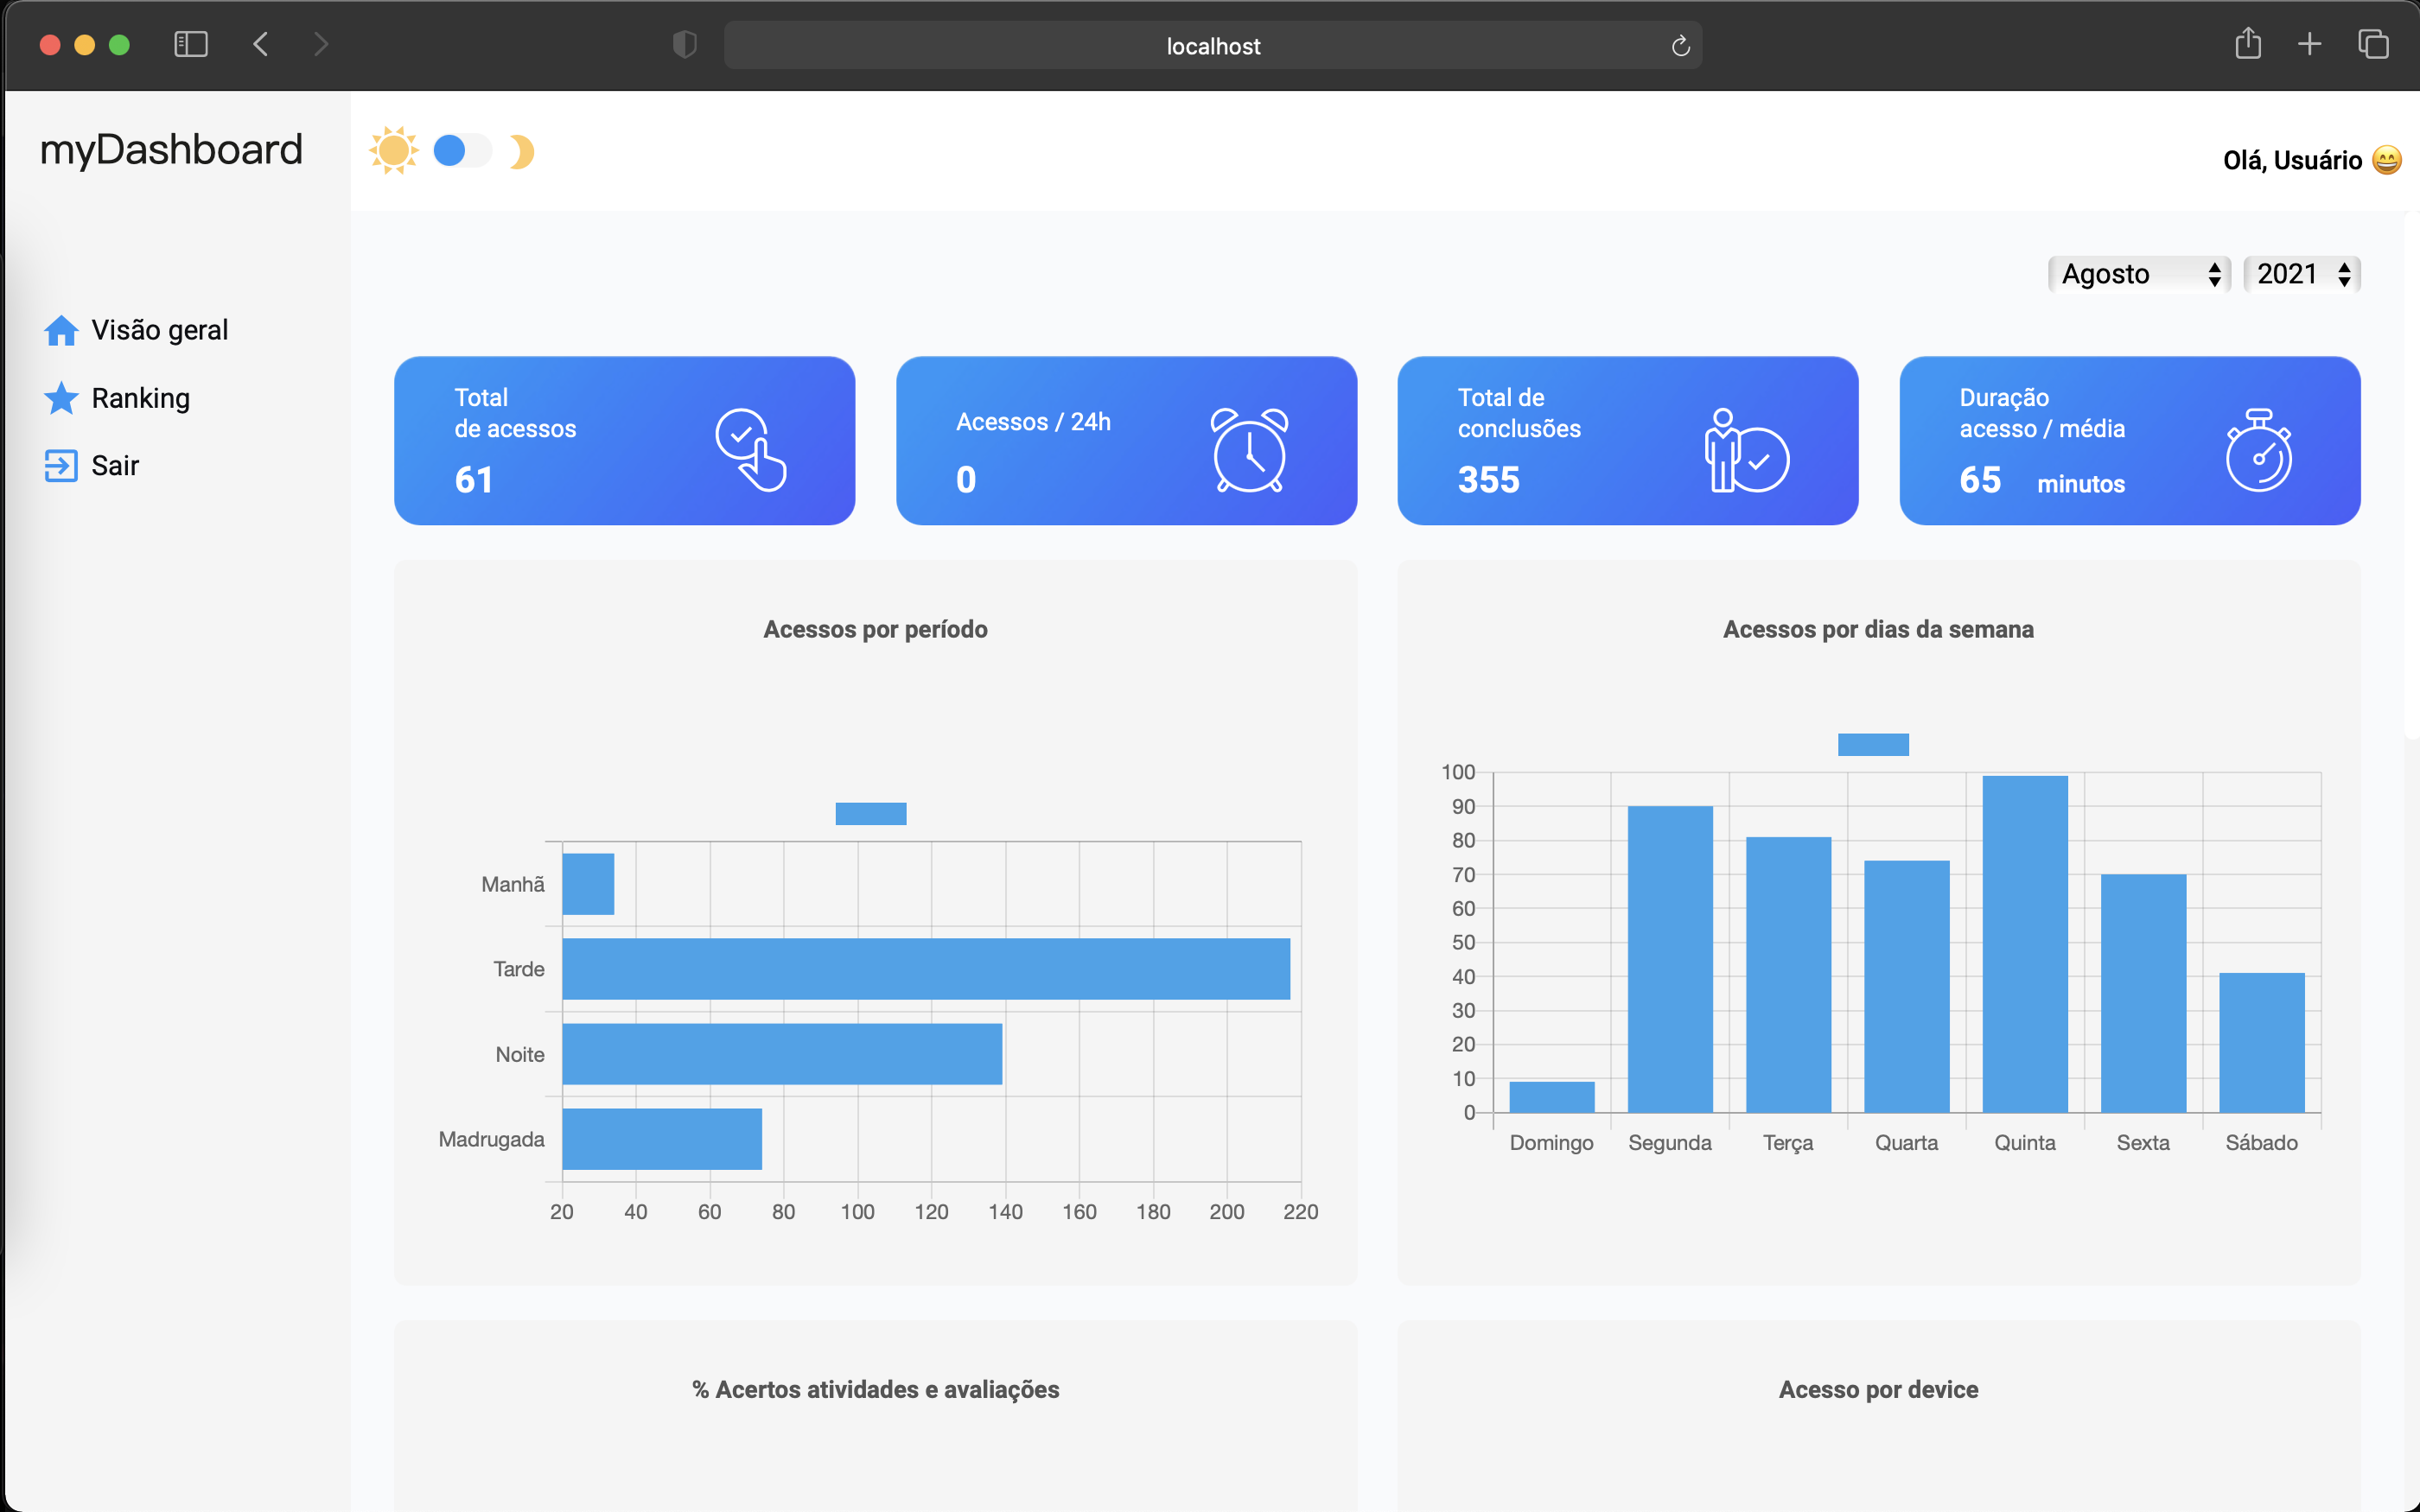 localhost
myDashboard
Olá, Usuário 😄
Agosto
2021
Visão geral
Ranking
Sair
Total
de acessos
61
Acessos / 24h
0
Total de
conclusões
355
Duração
acesso / média
65 minutos
Acessos por período
Manhã
Tarde
Noite
Madrugada
20 40 60 80 100 120 140 160 180 200 220
Acessos por dias da semana
100
90
80
70
60
50
40
30
20
10
0
Domingo Segunda Terça Quarta Quinta Sexta Sábado
% Acertos atividades e avaliações
Acesso por device